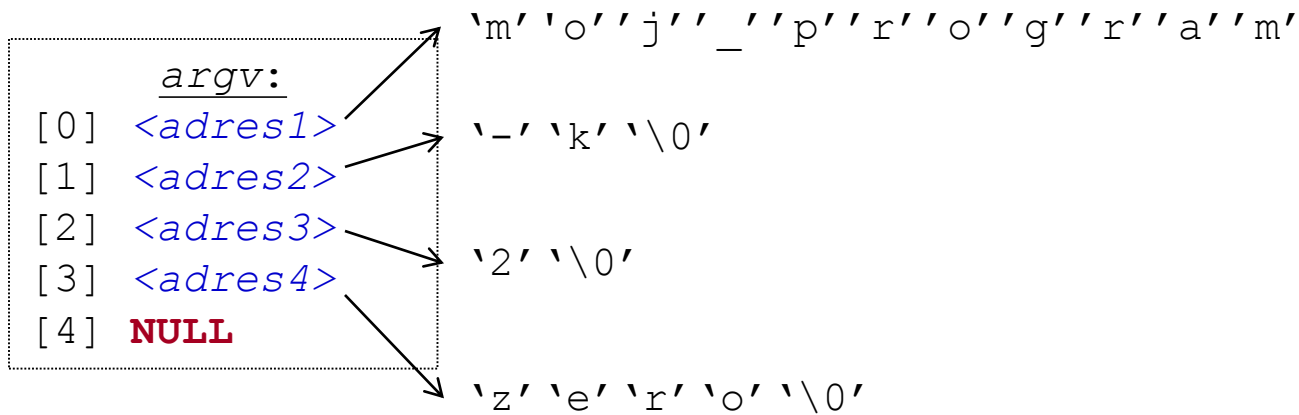 ‘m’‘o’’j’’_’’p’’r’’o’’g’’r’’a’’m’
argv:
[0] <adres1>
‘-’‘k’‘\0’
[1] <adres2>
[2] <adres3>
‘2’‘\0’
[3] <adres4>
[4] NULL
‘z’‘e’‘r’‘o’‘\0’